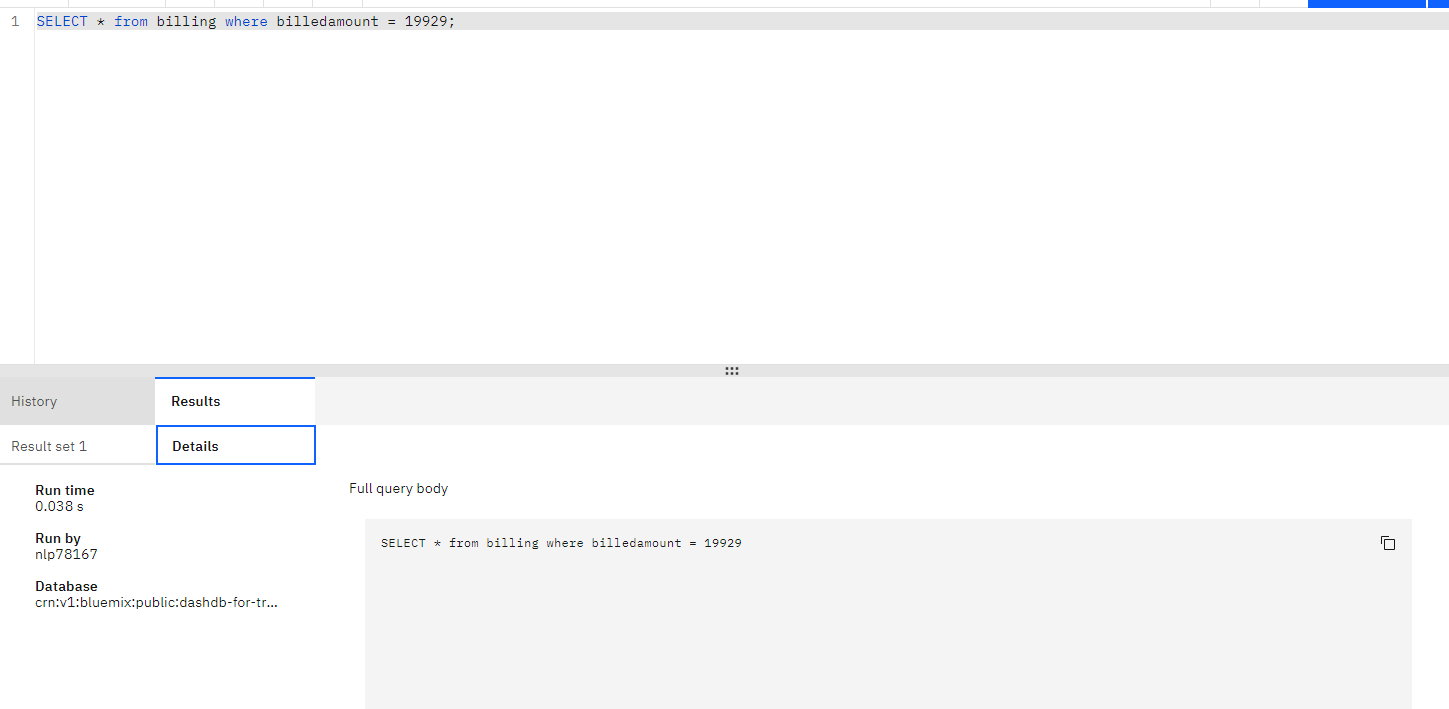 1 SELECT * from billing where billedamount = 19929;
History Results
Result set 1 Details
Run time
0.038 s
Run by
nlp78167
Database
crn:v1:bluemix:public:dashdb-for-tr...
Full query body
SELECT * from billing where billedamount = 19929